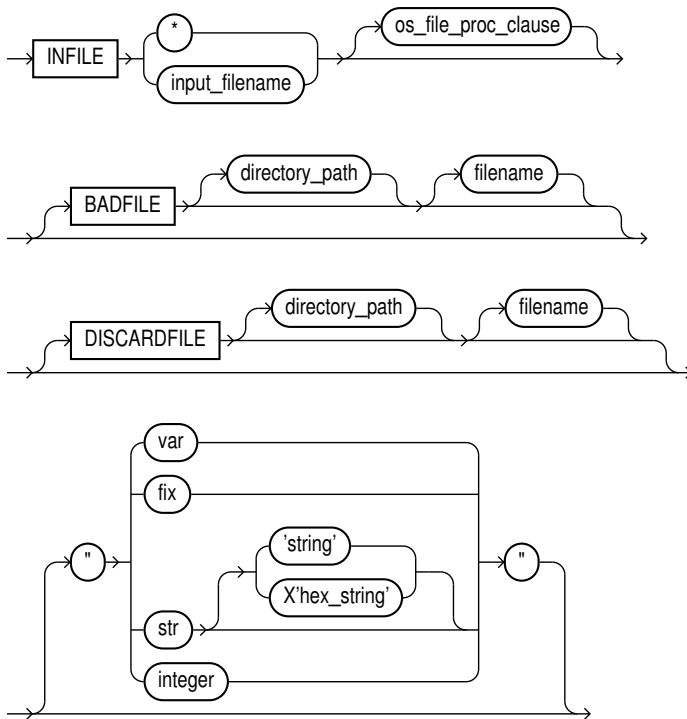 * os_file_proc_clause
INFILE
input_filename
directory_path filename
BADFILE
directory_path filename
DISCARDFILE
var
fix
'string'
" "
X'hex_string'
str
integer